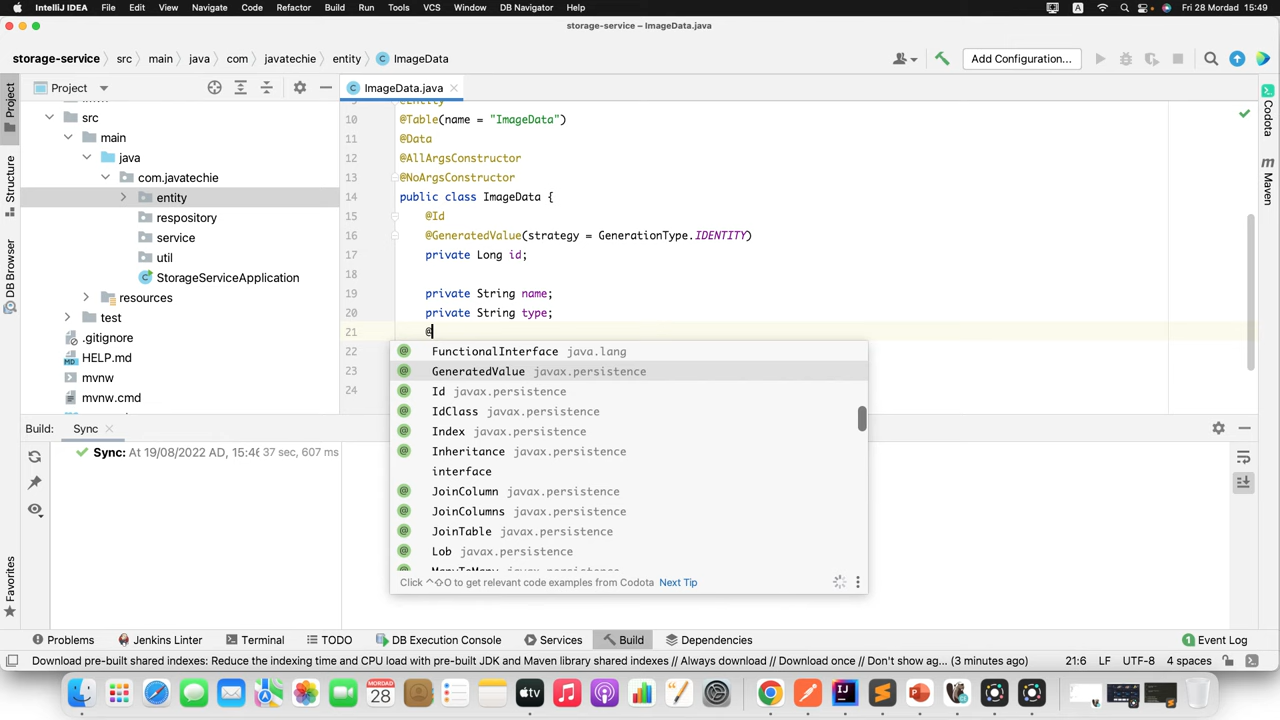 IntelliJ IDEA File Edit View Navigate Code Refactor Build Run Tools VCS Window DB Navigator Help A Fri 28 Mordad 15:49
storage-service – ImageData.java
storage-service src main java com javatechie entity ImageData Add Configuration...
Project
ImageData.java
src
main
java
com.javatechie
entity
respository
service
util
StorageServiceApplication
resources
test
.gitignore
HELP.md
mvnw
mvnw.cmd
Project
Structure
DB Browser
Favorites
@Entity
10 @Table(name = "ImageData")
11 @Data
12 @AllArgsConstructor
13 @NoArgsConstructor
14 public class ImageData {
15 @Id
16 @GeneratedValue(strategy = GenerationType.IDENTITY)
17 private Long id;
18
19 private String name;
20 private String type;
21 @
22
23
24
FunctionalInterface java.lang
GeneratedValue javax.persistence
Id javax.persistence
IdClass javax.persistence
Index javax.persistence
Inheritance javax.persistence
interface
JoinColumn javax.persistence
JoinColumns javax.persistence
JoinTable javax.persistence
Lob javax.persistence
ManyToMany javax.persistence
Click ^⇧O to get relevant code examples from Codota Next Tip
Codota
Maven
Build: Sync
Sync: At 19/08/2022 AD, 15:46 37 sec, 607 ms
Problems Jenkins Linter Terminal TODO DB Execution Console Services Build Dependencies 1 Event Log
Download pre-built shared indexes: Reduce the indexing time and CPU load with pre-built JDK and Maven library shared indexes // Always download // Download once // Don't show ag... (3 minutes ago) 21:6 LF UTF-8 4 spaces
MORDAD
28
tv
IJ
P